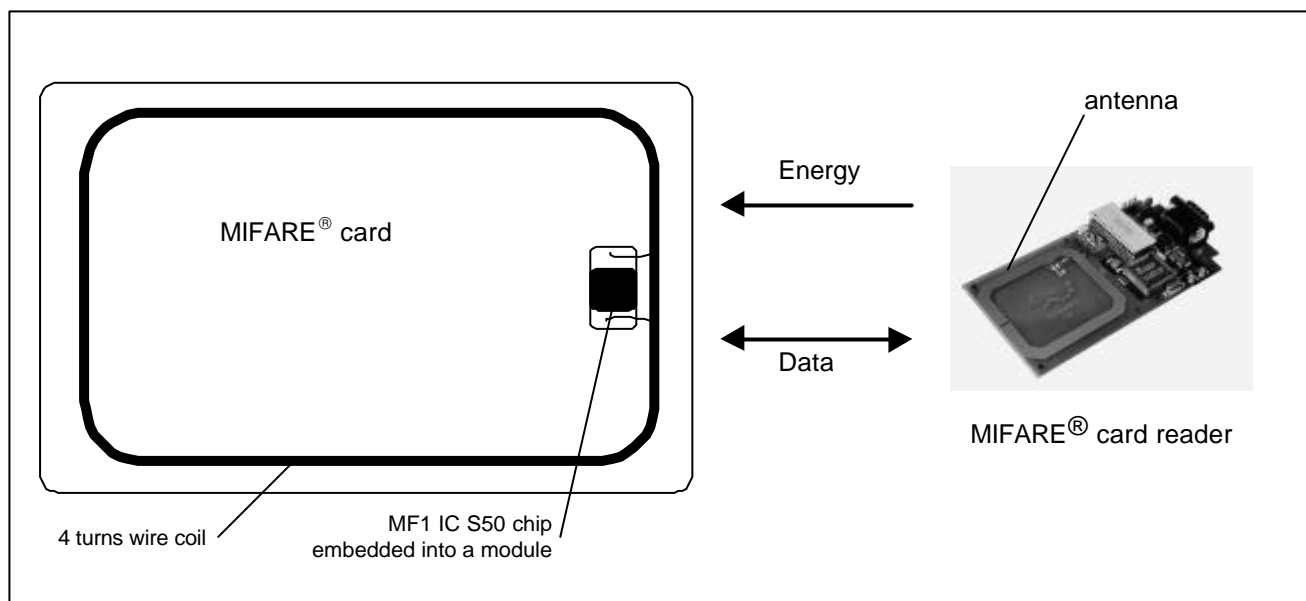 antenna
Energy
MIFARE® card
Data
MIFARE® card reader
4 turns wire coil
MF1 IC S50 chip
embedded into a module